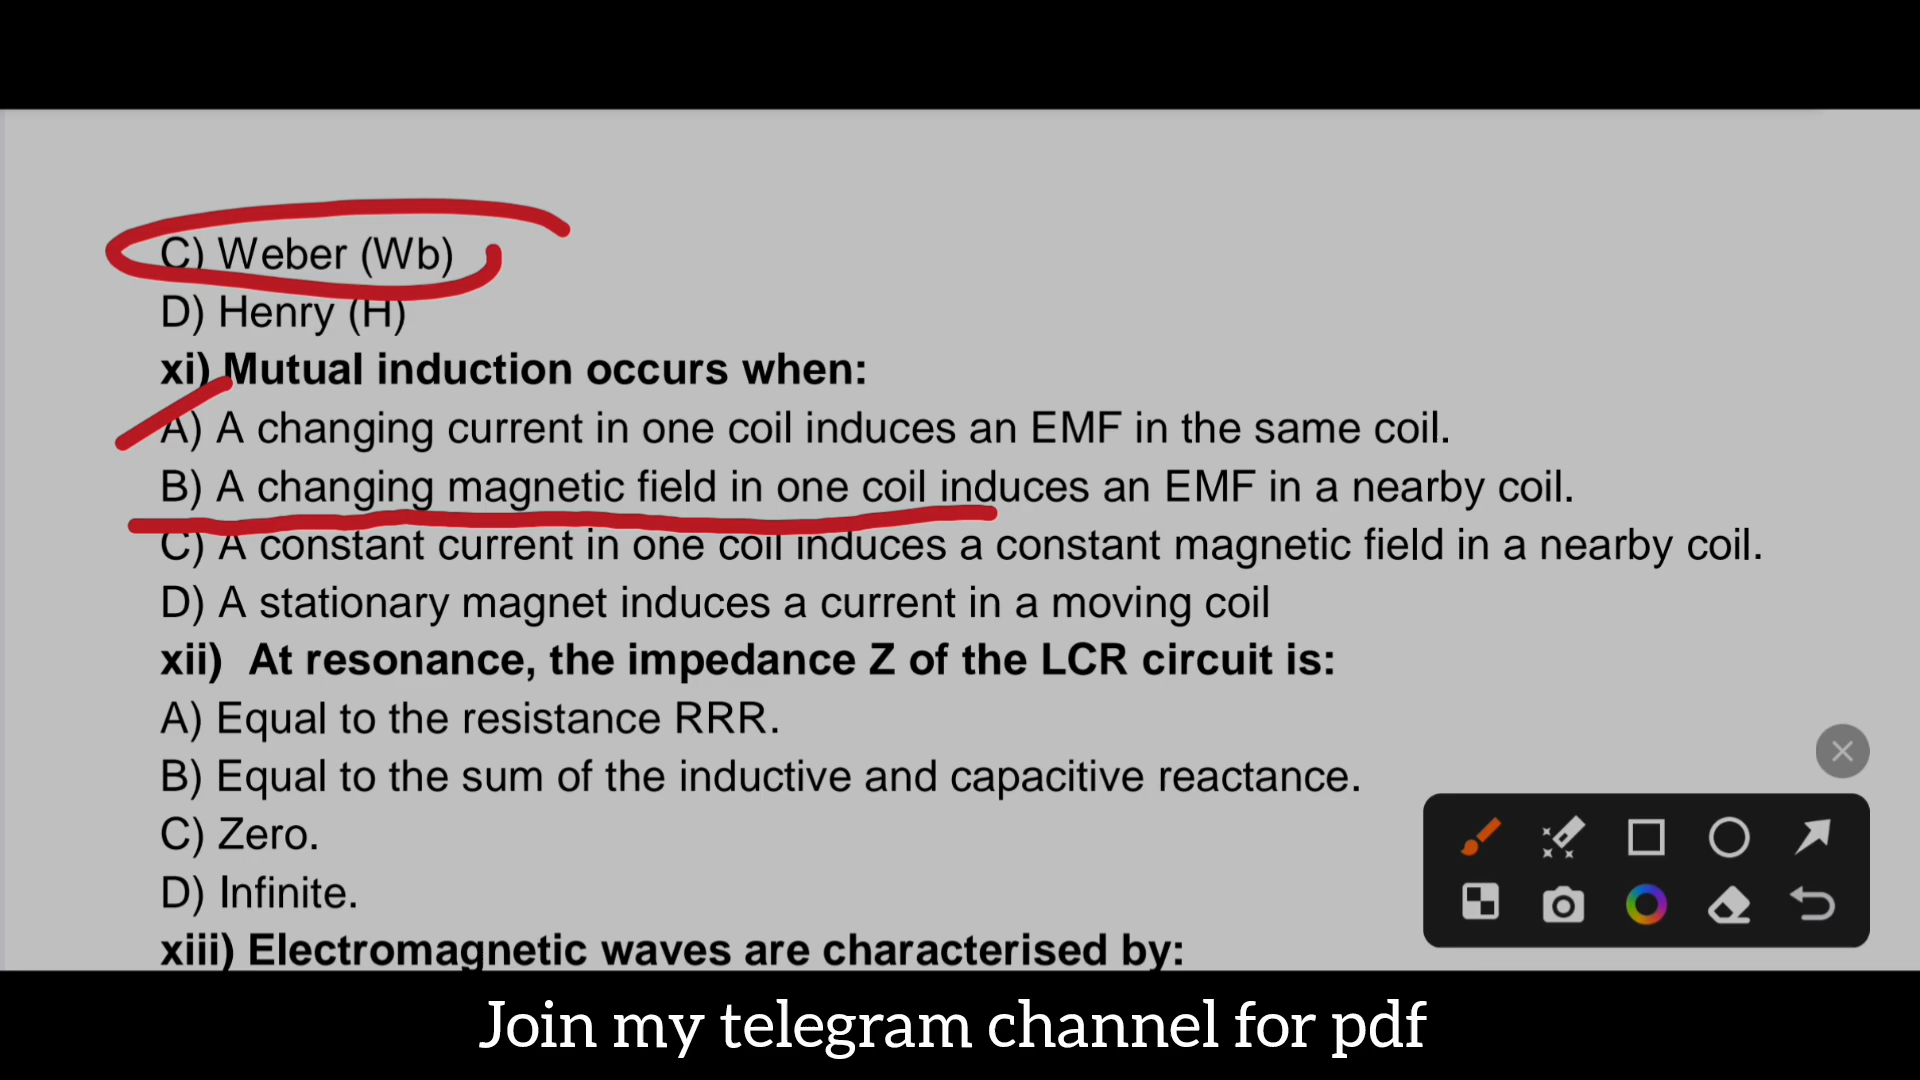 C) Weber (Wb)
D) Henry (H)
xi) Mutual induction occurs when:
A) A changing current in one coil induces an EMF in the same coil.
B) A changing magnetic field in one coil induces an EMF in a nearby coil.
C) A constant current in one coil induces a constant magnetic field in a nearby coil.
D) A stationary magnet induces a current in a moving coil
xii) At resonance, the impedance Z of the LCR circuit is:
A) Equal to the resistance RRR.
B) Equal to the sum of the inductive and capacitive reactance.
C) Zero.
D) Infinite.
xiii) Electromagnetic waves are characterised by:
Join my telegram channel for pdf